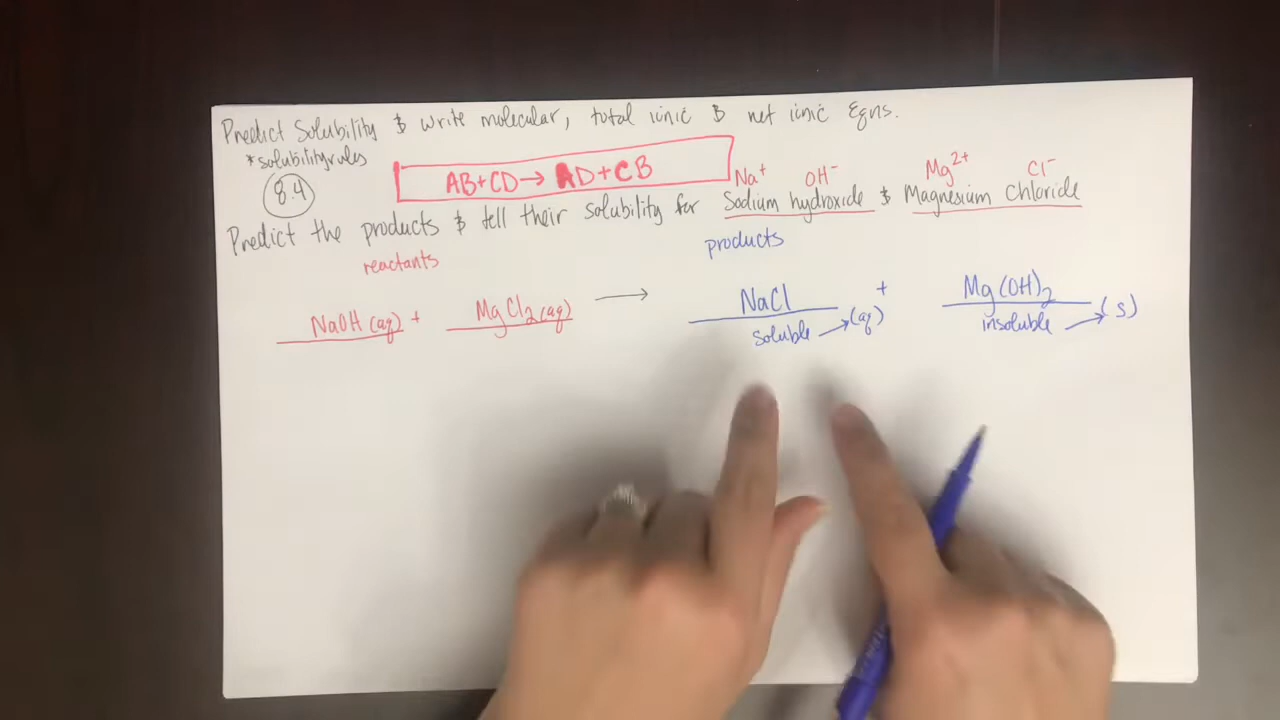 Predict Solubility & write molecular, total ionic & net ionic Eqns.
*solubility rules
8.4
AB+CD→ AD+CB
Na⁺ OH⁻ Mg²⁺ Cl⁻
Predict the products & tell their solubility for Sodium hydroxide & Magnesium Chloride
reactants products
NaOH (aq) + MgCl₂ (aq) → NaCl + Mg(OH)₂
soluble → (aq) insoluble → (s)